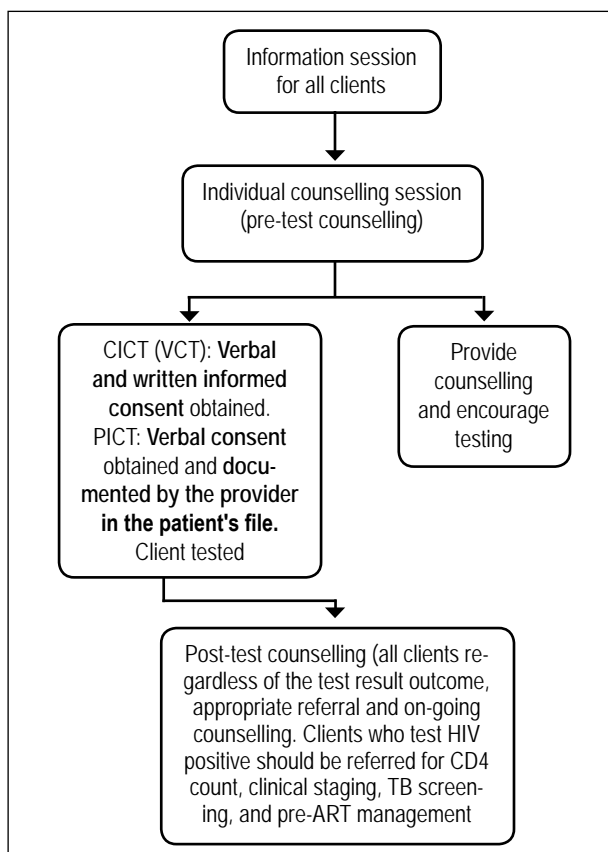 Information session
for all clients
Individual counselling session
(pre-test counselling)
CICT (VCT): Verbal
and written informed
consent obtained.
PICT: Verbal consent
obtained and docu-
mented by the provider
in the patient's file.
Client tested
Provide
counselling
and encourage
testing
Post-test counselling (all clients re-
gardless of the test result outcome,
appropriate referral and on-going
counselling. Clients who test HIV
positive should be referred for CD4
count, clinical staging, TB screen-
ing, and pre-ART management